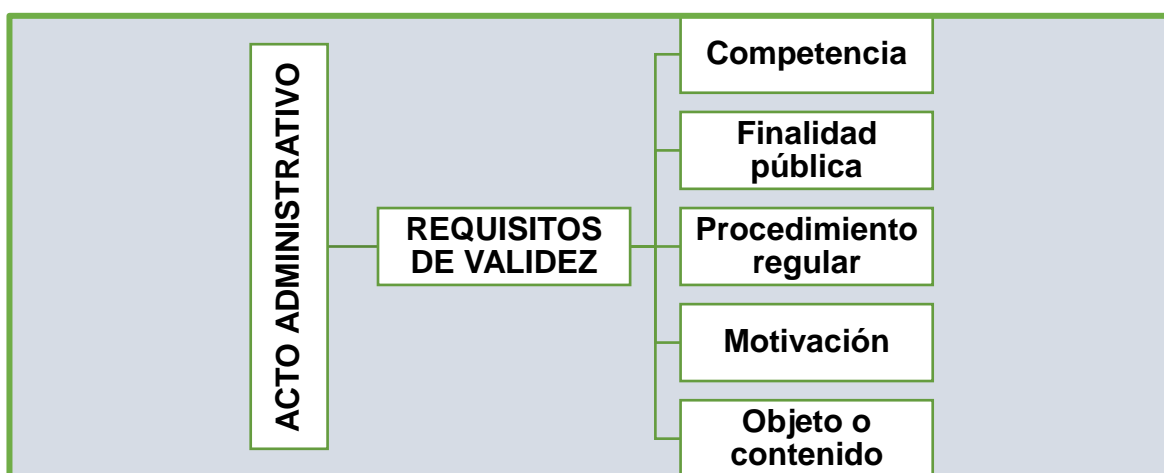 ACTO ADMINISTRATIVO
REQUISITOS
DE VALIDEZ
Competencia
Finalidad
pública
Procedimiento
regular
Motivación
Objeto o
contenido